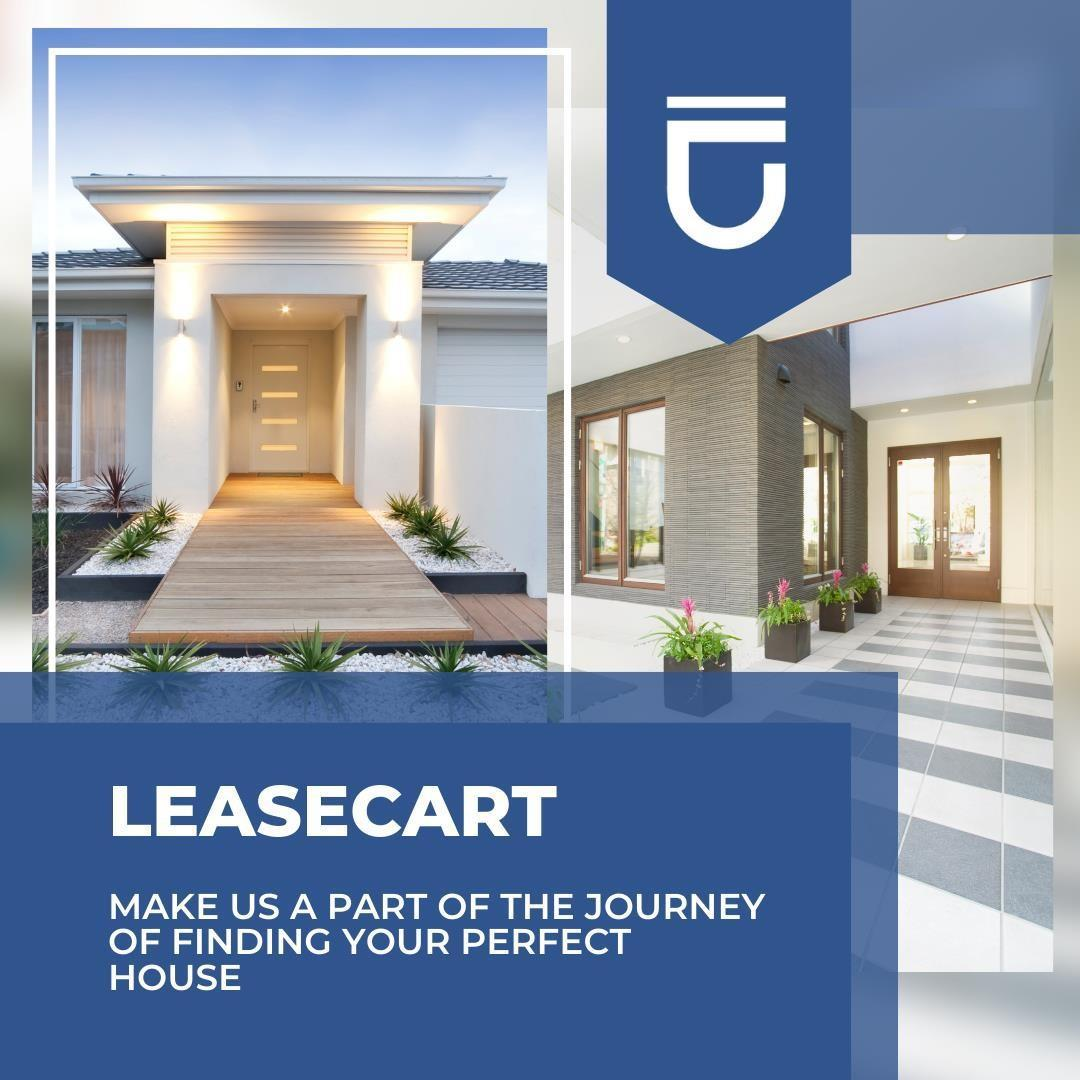 LEASECART
MAKE US A PART OF THE JOURNEY
OF FINDING YOUR PERFECT
HOUSE